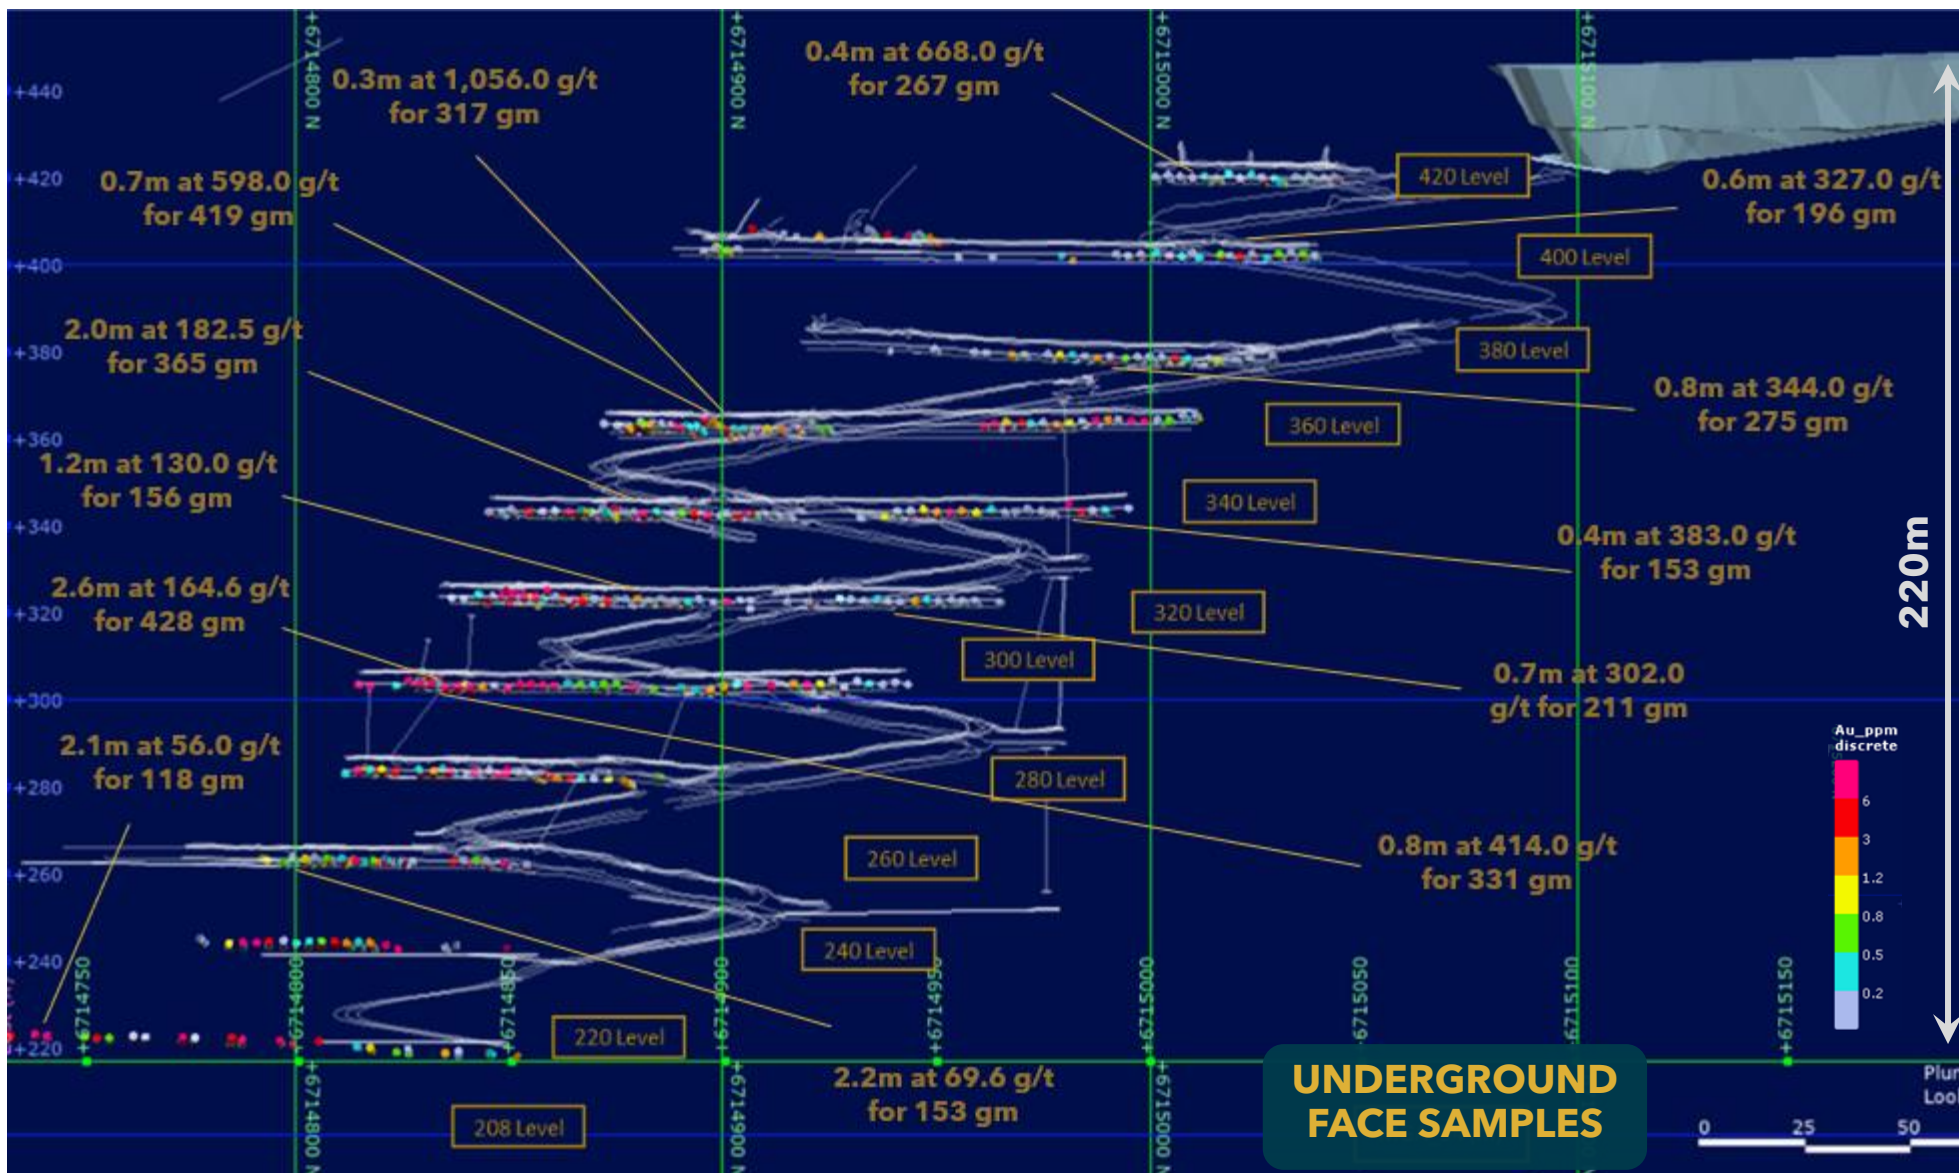 0.3m at 1,056.0 g/t
for 317 gm
0.4m at 668.0 g/t
for 267 gm
0.7m at 598.0 g/t
for 419 gm
0.6m at 327.0 g/t
for 196 gm
2.0m at 182.5 g/t
for 365 gm
0.8m at 344.0 g/t
for 275 gm
1.2m at 130.0 g/t
for 156 gm
0.4m at 383.0 g/t
for 153 gm
2.6m at 164.6 g/t
for 428 gm
0.7m at 302.0
g/t for 211 gm
2.1m at 56.0 g/t
for 118 gm
0.8m at 414.0 g/t
for 331 gm
2.2m at 69.6 g/t
for 153 gm
420 Level
400 Level
380 Level
360 Level
340 Level
320 Level
300 Level
280 Level
260 Level
240 Level
220 Level
208 Level
+440
+420
+400
+380
+360
+340
+320
+300
+280
+260
+240
+220
+6714800 N
+6714900 N
+6715000 N
+6715100 N
+6714750
+6714800
+6714850
+6714900
+6714950
+6715000
+6715050
+6715100
+6715150
+6714800 N
+6714900 N
+6715000 N
220m
Au_ppm
discrete
6
3
1.2
0.8
0.5
0.2
UNDERGROUND
FACE SAMPLES
Plun
Look
0 25 50